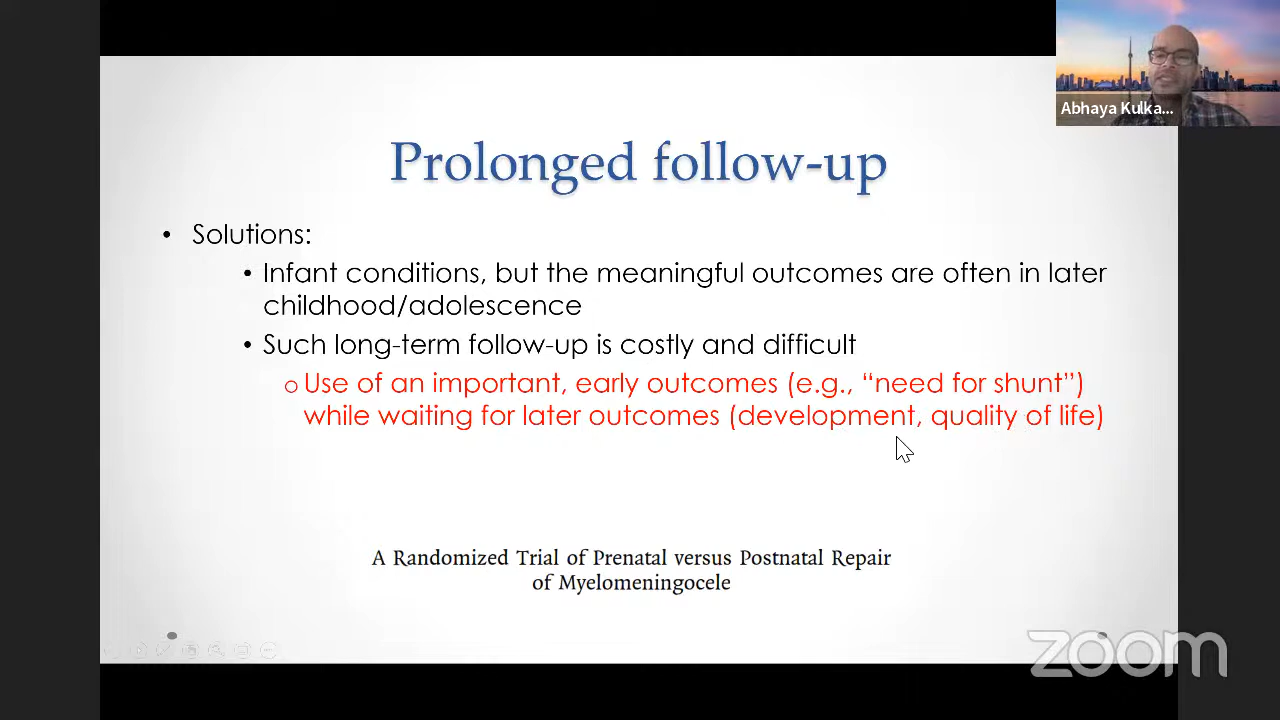 Abhaya Kulka...
Prolonged follow-up
• Solutions:
• Infant conditions, but the meaningful outcomes are often in later
childhood/adolescence
• Such long-term follow-up is costly and difficult
o Use of an important, early outcomes (e.g., “need for shunt”)
while waiting for later outcomes (development, quality of life)
A Randomized Trial of Prenatal versus Postnatal Repair
of Myelomeningocele
zoom